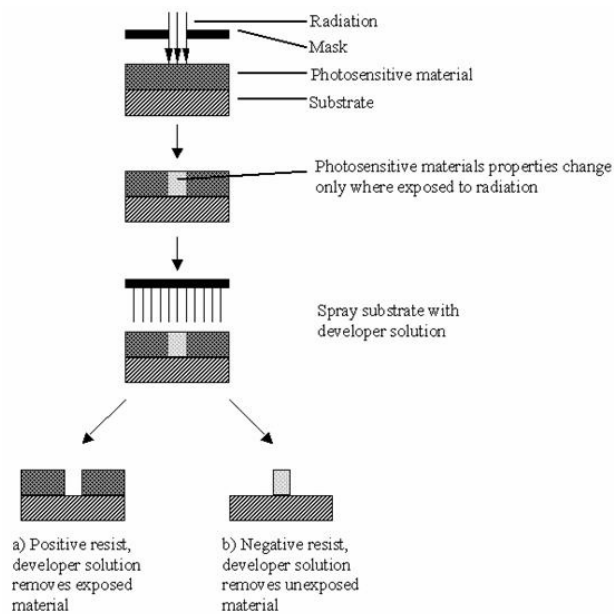 Radiation
Mask
Photosensitive material
Substrate
Photosensitive materials properties change
only where exposed to radiation
Spray substrate with
developer solution
a) Positive resist,
developer solution
removes exposed
material
b) Negative resist,
developer solution
removes unexposed
material